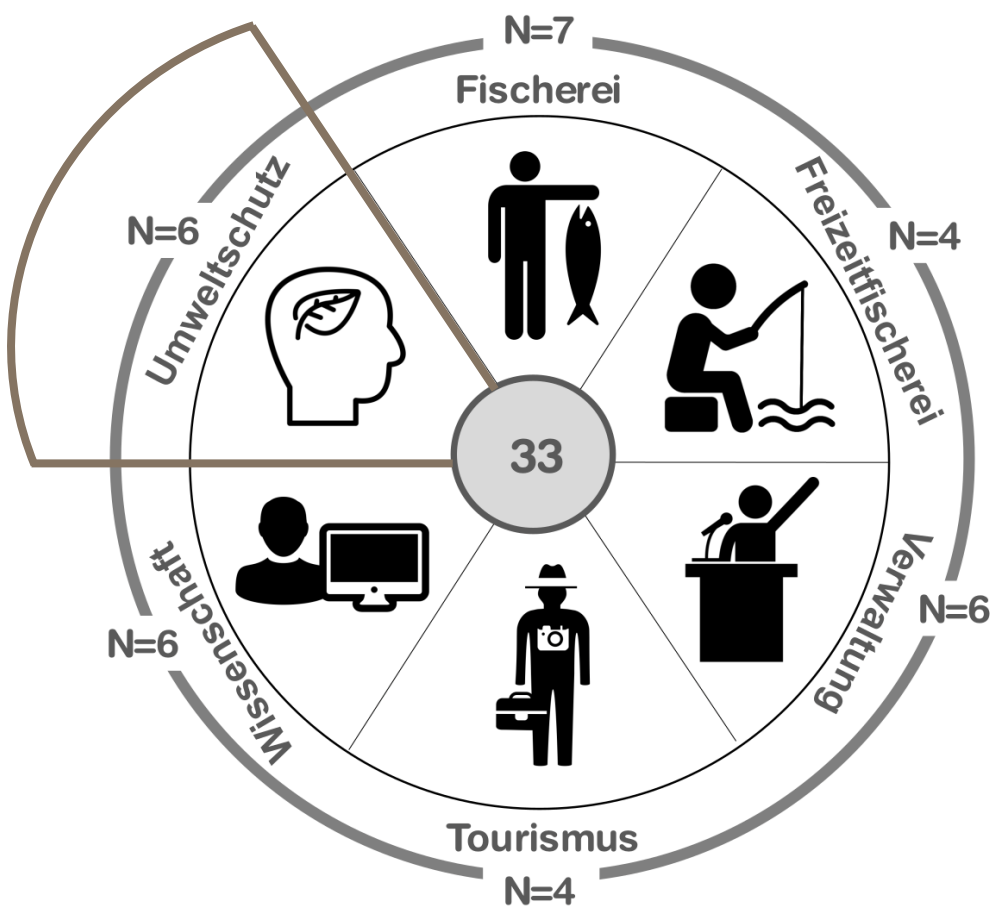 N=7
Fischerei
Freizeitfischerei
N=4
Verwaltung
N=6
Tourismus
N=4
Wissenschaft
N=6
Umweltschutz
N=6
33